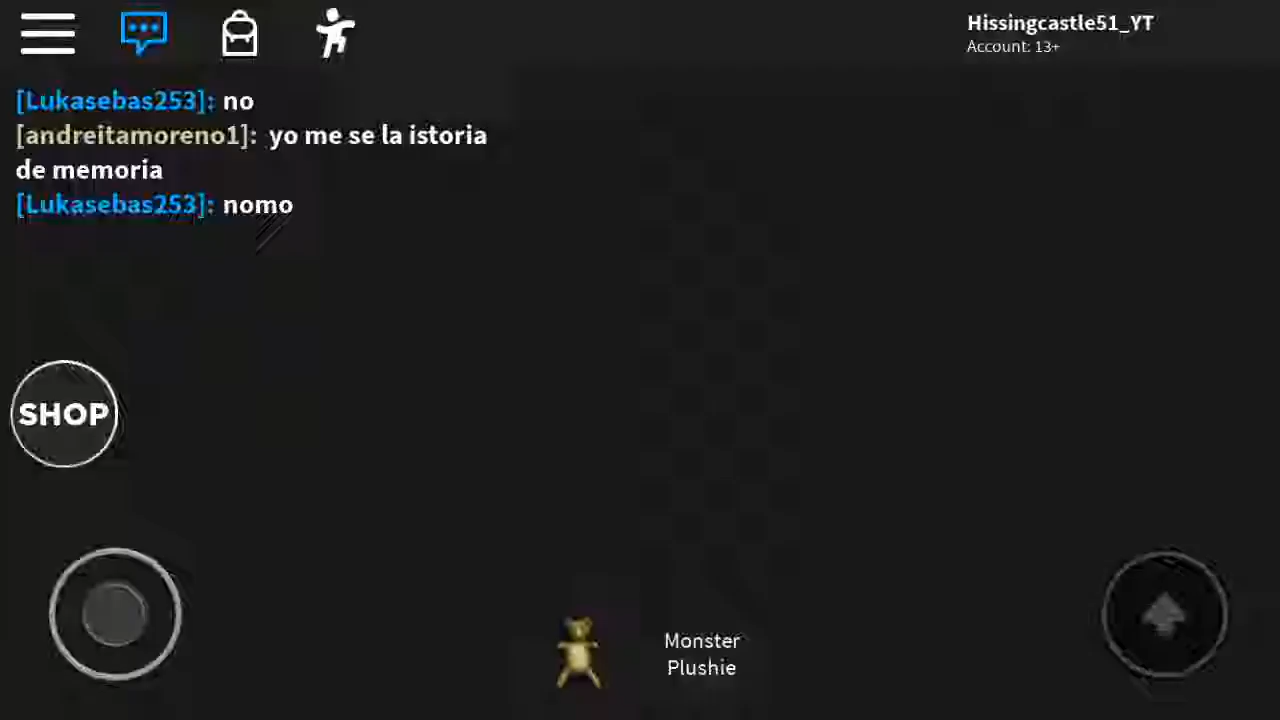 Hissingcastle51_YT
Account: 13+
[Lukasebas253]: no
[andreitamoreno1]: yo me se la istoria
de memoria
[Lukasebas253]: nomo
SHOP
Monster
Plushie